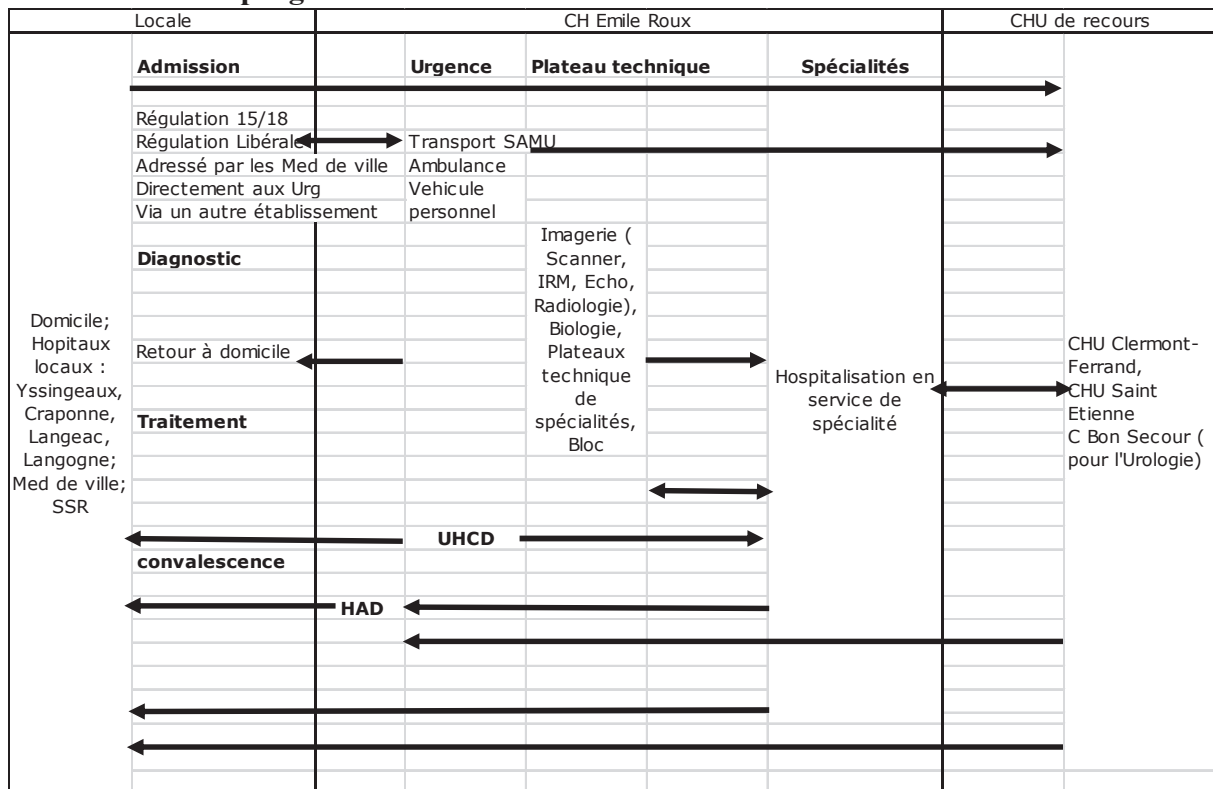 Locale
CH Emile Roux
CHU de recours
Admission
Urgence
Plateau technique
Spécialités
Régulation 15/18
Régulation Libérale
Transport SAMU
Adressé par les Med de ville
Ambulance
Directement aux Urg
Vehicule
Via un autre établissement
personnel
Diagnostic
Imagerie (
Scanner,
IRM, Echo,
Radiologie),
Biologie,
Plateaux
technique
de
spécialités,
Bloc
Domicile;
Hopitaux
locaux :
Yssingeaux,
Craponne,
Langeac,
Langogne;
Med de ville;
SSR
Retour à domicile
Hospitalisation en
service de
spécialité
CHU Clermont-
Ferrand,
CHU Saint
Etienne
C Bon Secour (
pour l'Urologie)
Traitement
UHCD
convalescence
HAD